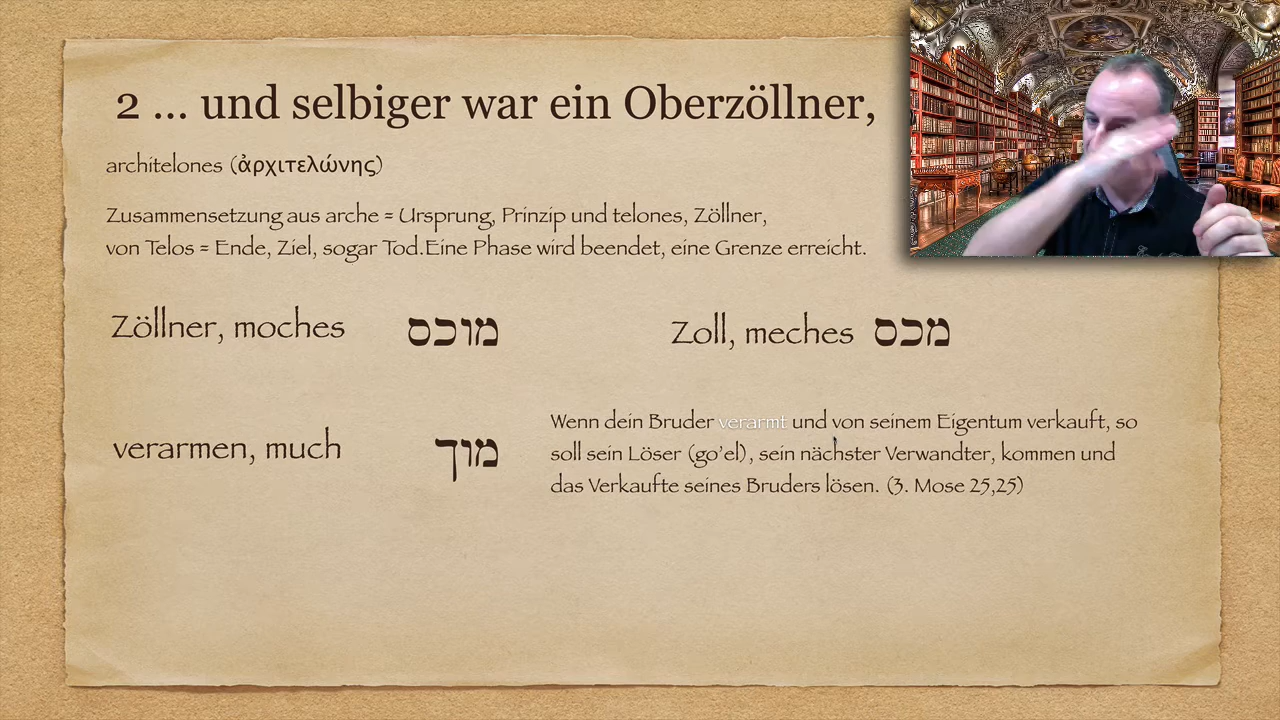 2 ... und selbiger war ein Oberzöllner,
architelones (ἀρχιτελώνης)
Zusammensetzung aus arche = Ursprung, Prinzip und telones, Zöllner,
von Telos = Ende, Ziel, sogar Tod.Eine Phase wird beendet, eine Grenze erreicht.
Zöllner, moches מוכס
Zoll, meches מכס
verarmen, much מוך
Wenn dein Bruder verarmt und von seinem Eigentum verkauft, so
soll sein Löser (go'el), sein nächster Verwandter, kommen und
das Verkaufte seines Bruders lösen. (3. Mose 25,25)